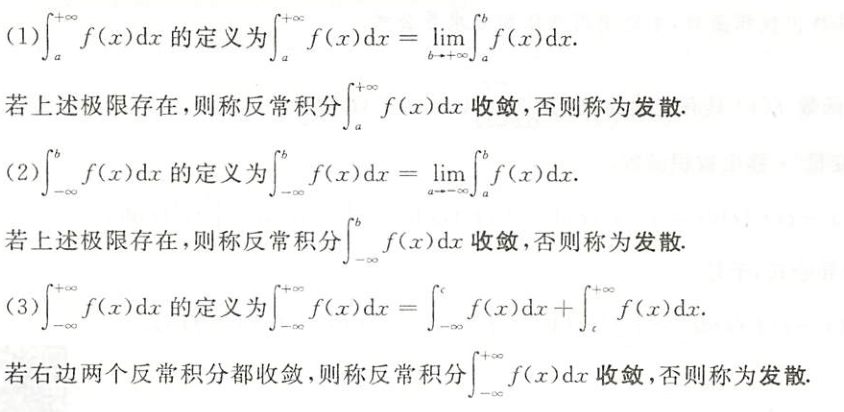 (1)∫_a^{+∞} f(x)dx 的定义为∫_a^{+∞} f(x)dx = lim_{b→+∞}∫_a^b f(x)dx.
若上述极限存在,则称反常积分∫_a^{+∞} f(x)dx 收敛,否则称为发散.
(2)∫_{-∞}^b f(x)dx 的定义为∫_{-∞}^b f(x)dx = lim_{a→-∞}∫_a^b f(x)dx.
若上述极限存在,则称反常积分∫_{-∞}^b f(x)dx 收敛,否则称为发散.
(3)∫_{-∞}^{+∞} f(x)dx 的定义为∫_{-∞}^{+∞} f(x)dx = ∫_{-∞}^c f(x)dx + ∫_c^{+∞} f(x)dx.
若右边两个反常积分都收敛,则称反常积分∫_{-∞}^{+∞} f(x)dx 收敛,否则称为发散.